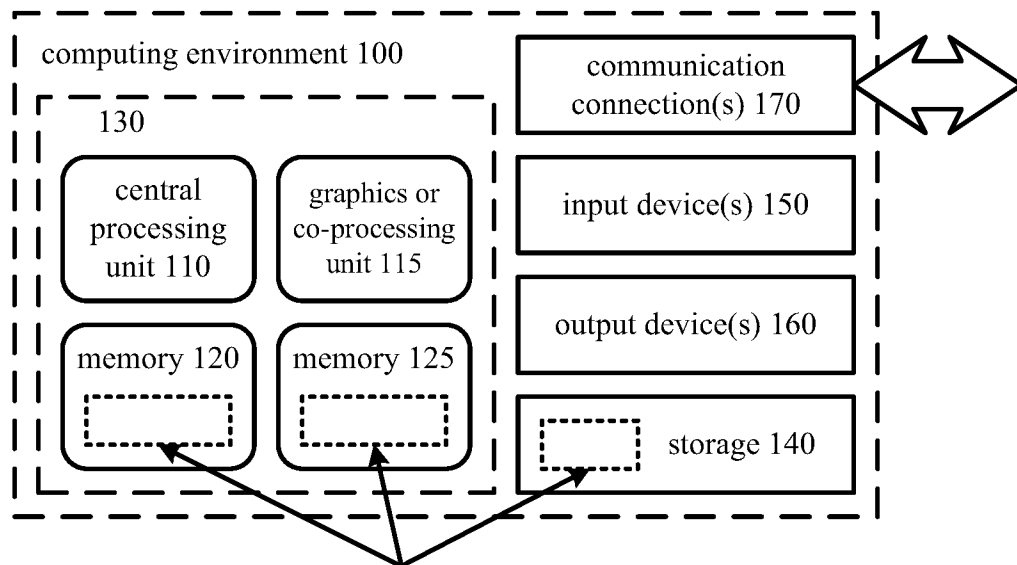 computing environment 100
communication
connection(s) 170
130
central
processing
unit 110
graphics or
co-processing
unit 115
input device(s) 150
output device(s) 160
memory 120
memory 125
storage 140